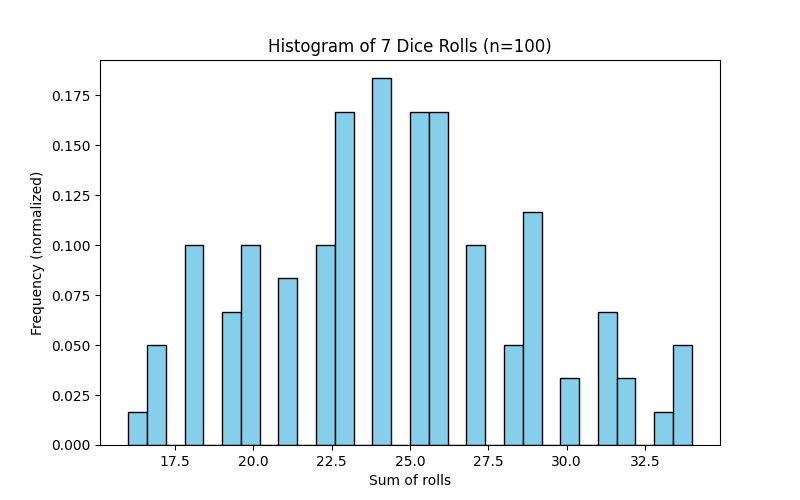 Histogram of 7 Dice Rolls (n=100)
0.175
0.150
0.125
0.100
0.075
0.050
0.025
0.000
Frequency (normalized)
17.5 20.0 22.5 25.0 27.5 30.0 32.5
Sum of rolls